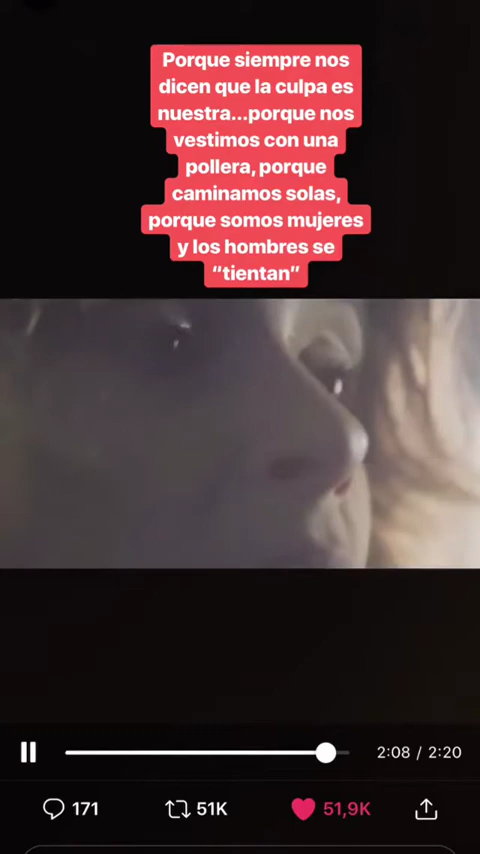 Porque siempre nos
dicen que la culpa es
nuestra...porque nos
vestimos con una
pollera, porque
caminamos solas,
porque somos mujeres
y los hombres se
“tientan”
2:08 / 2:20
171
51K
51,9K